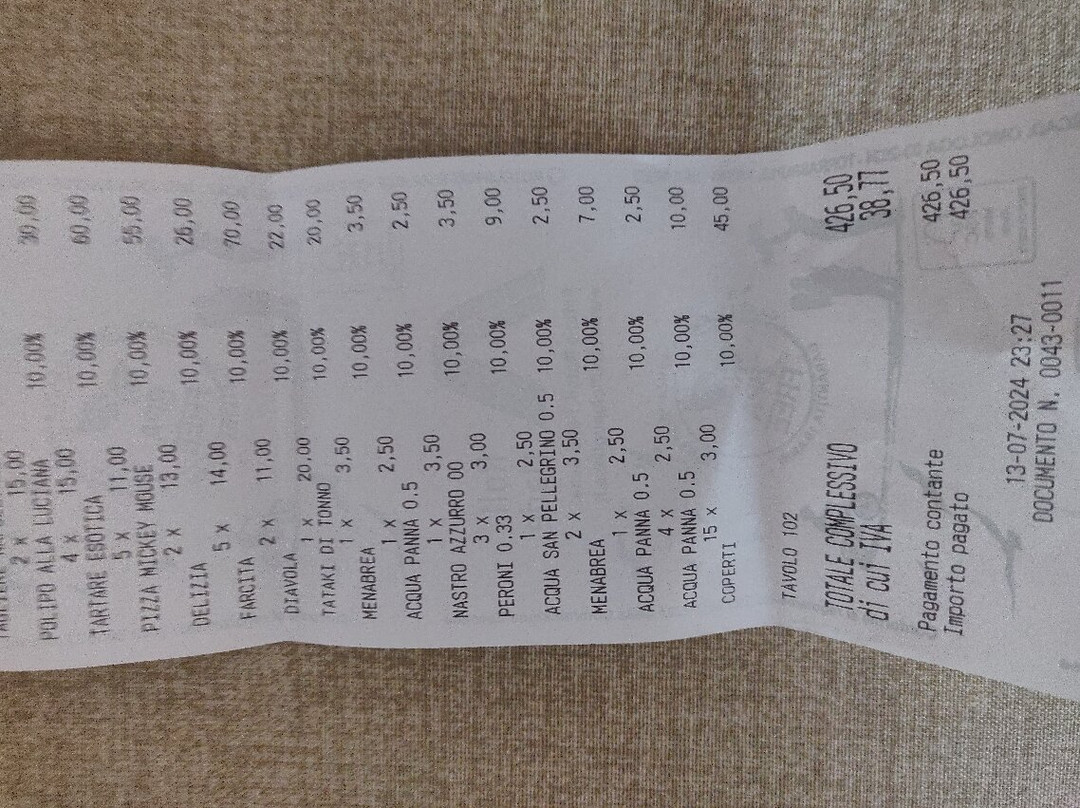 2 x 15,00
POLIPO ALLA LUCIANA 10,00% 30,00
4 x 15,00
TARTARE ESOTICA 10,00% 60,00
5 x 11,00
PIZZA MICKEY MOUSE 10,00% 55,00
2 x 13,00
DELIZIA 10,00% 26,00
5 x 14,00
FARCITA 10,00% 70,00
2 x 11,00
DIAVOLA 10,00% 22,00
1 x 20,00
TATAKI DI TONNO 10,00% 20,00
1 x 3,50
MENABREA 10,00% 3,50
1 x 2,50
ACQUA PANNA 0.5 10,00% 2,50
1 x 3,50
NASTRO AZZURRO 00 10,00% 3,50
3 x 3,00
PERONI 0.33 10,00% 9,00
1 x 2,50
ACQUA SAN PELLEGRINO 0.5 10,00% 2,50
2 x 3,50
MENABREA 10,00% 7,00
1 x 2,50
ACQUA PANNA 0.5 10,00% 2,50
4 x 2,50
ACQUA PANNA 0.5 10,00% 10,00
15 x 3,00
COPERTI 10,00% 45,00
TAVOLO 102
TOTALE COMPLESSIVO 426,50
di cui IVA 38,77
Pagamento contante 426,50
Importo pagato 426,50
13-07-2024 23:27
DOCUMENTO N. 0043-0011